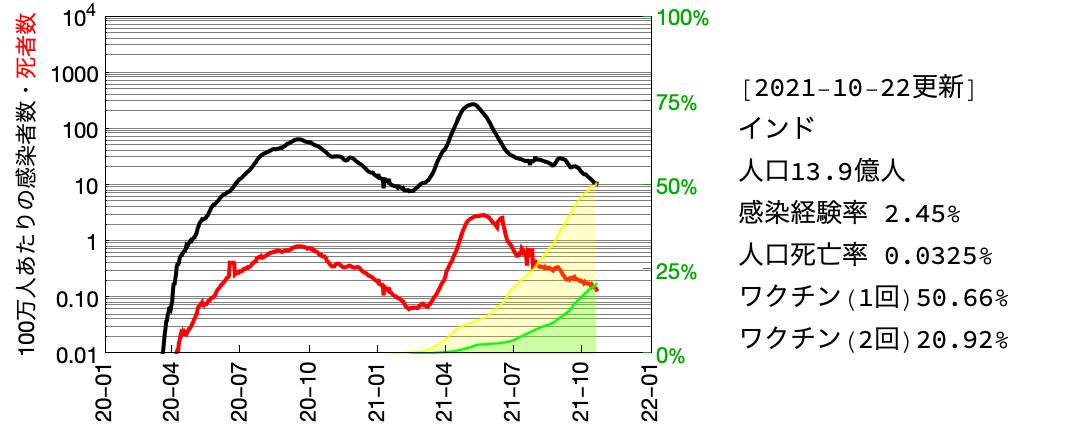 100万人あたりの感染者数・死者数
10⁴
1000
100
10
1
0.10
0.01
100%
75%
50%
25%
0%
20-01
20-04
20-07
20-10
21-01
21-04
21-07
21-10
22-01
[2021-10-22更新]
インド
人口13.9億人
感染経験率 2.45%
人口死亡率 0.0325%
ワクチン(1回)50.66%
ワクチン(2回)20.92%